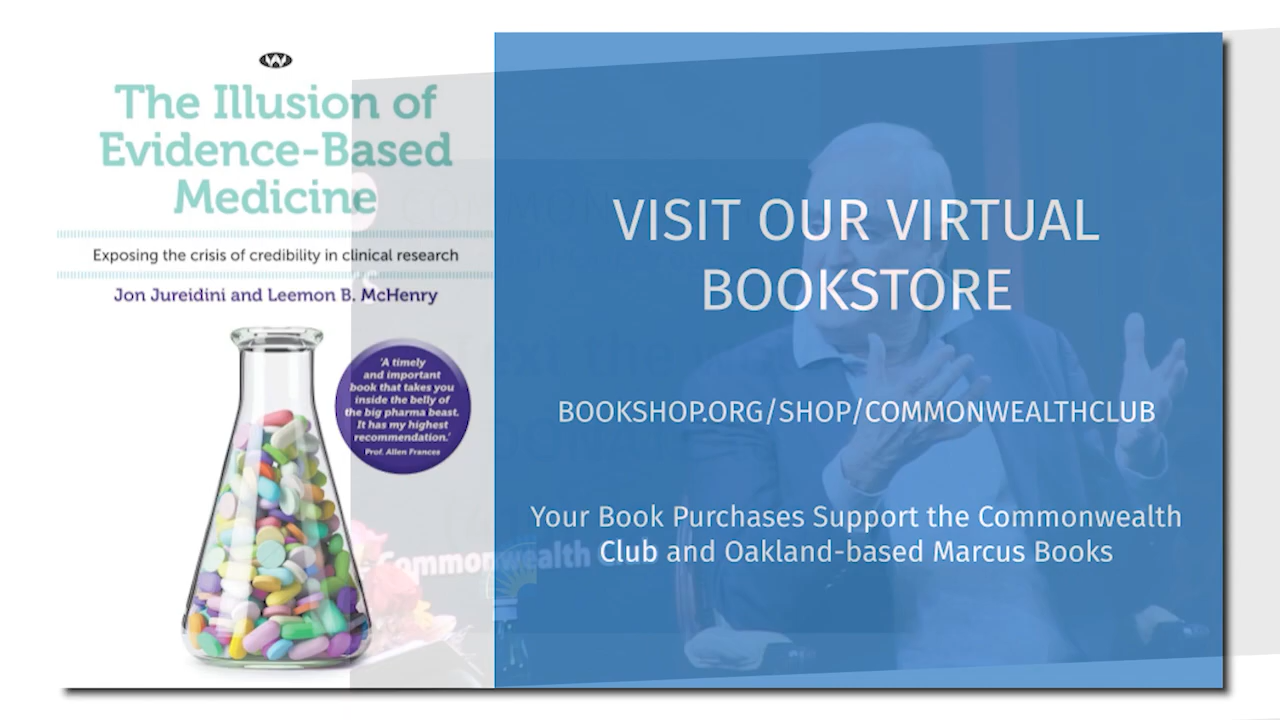 The Illusion of
Evidence-Based
Medicine
Exposing the crisis of credibility in clinical research
Jon Jureidini and Leemon B. McHenry
'A timely
and important
book that takes you
inside the belly of
the big pharma beast.
It has my highest
recommendation.'
Prof. Allen Frances
VISIT OUR VIRTUAL
BOOKSTORE
BOOKSHOP.ORG/SHOP/COMMONWEALTHCLUB
Your Book Purchases Support the Commonwealth
Club and Oakland-based Marcus Books
Commonwealth Club